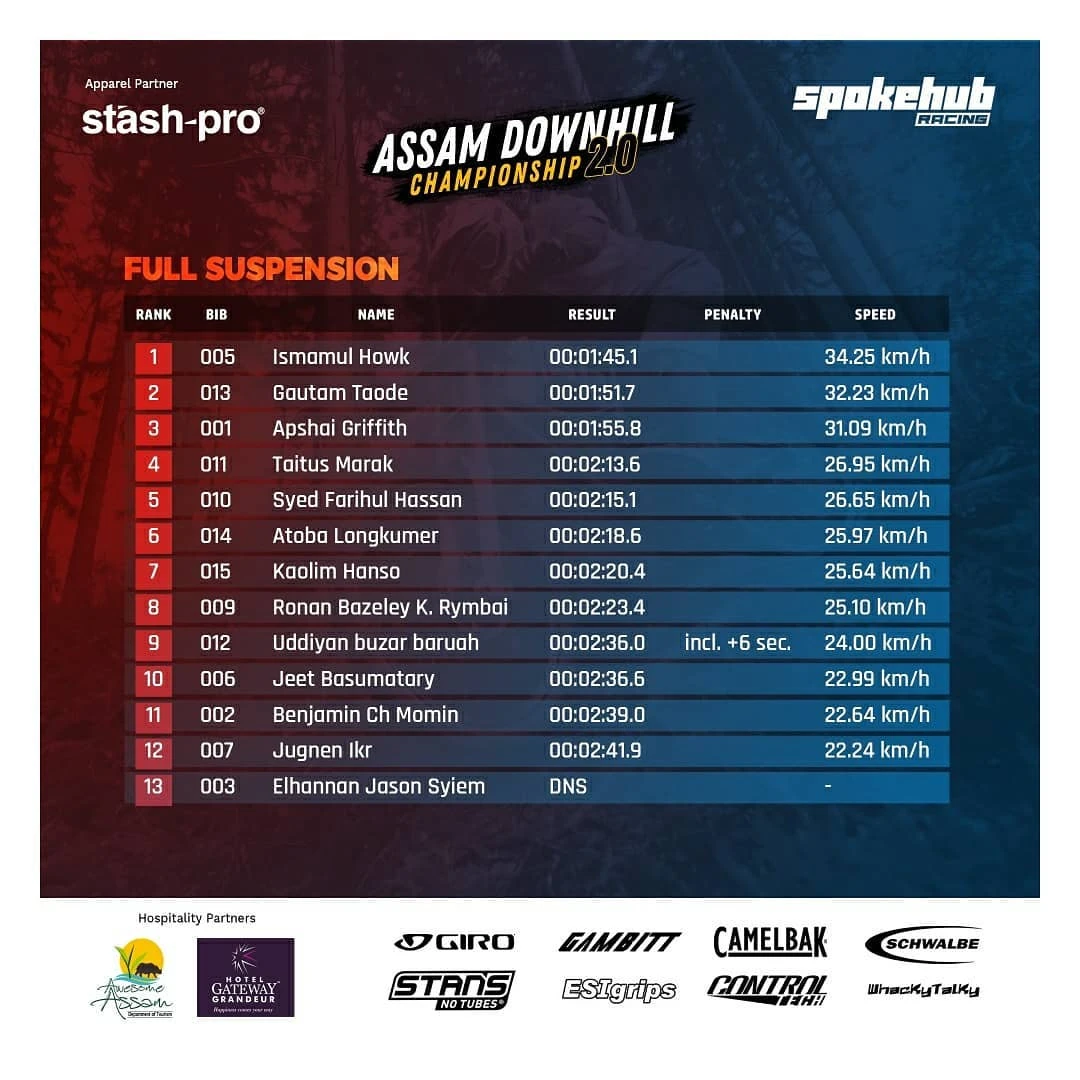 Apparel Partner
stash-pro®
spokehub
RACING
ASSAM DOWNHILL
CHAMPIONSHIP 2.0
FULL SUSPENSION
RANK BIB NAME RESULT PENALTY SPEED
1 005 Ismamul Howk 00:01:45.1 34.25 km/h
2 013 Gautam Taode 00:01:51.7 32.23 km/h
3 001 Apshai Griffith 00:01:55.8 31.09 km/h
4 011 Taitus Marak 00:02:13.6 26.95 km/h
5 010 Syed Farihul Hassan 00:02:15.1 26.65 km/h
6 014 Atoba Longkumer 00:02:18.6 25.97 km/h
7 015 Kaolim Hanso 00:02:20.4 25.64 km/h
8 009 Ronan Bazeley K. Rymbai 00:02:23.4 25.10 km/h
9 012 Uddiyan buzar baruah 00:02:36.0 incl. +6 sec. 24.00 km/h
10 006 Jeet Basumatary 00:02:36.6 22.99 km/h
11 002 Benjamin Ch Momin 00:02:39.0 22.64 km/h
12 007 Jugnen Ikr 00:02:41.9 22.24 km/h
13 003 Elhannan Jason Syiem DNS -
Hospitality Partners
Awesome
Assam
Department of Tourism
HOTEL
GATEWAY
GRANDEUR
Happiness comes your way
GIRO
GAMBITT
CAMELBAK
SCHWALBE
STANS
NO TUBES®
ESIgrips
CONTROL
TECH
WhackyTalky